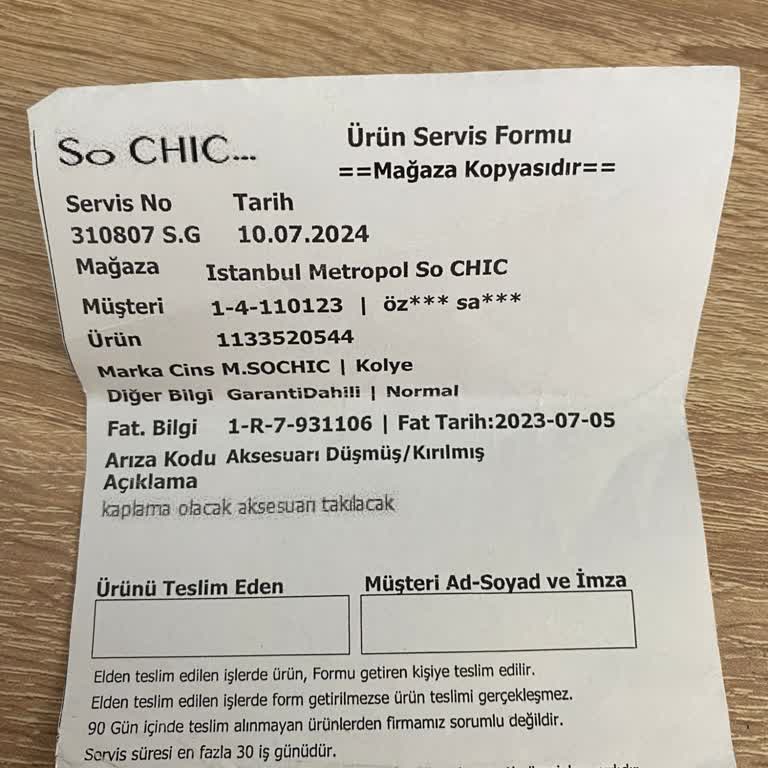 So CHIC...
Ürün Servis Formu
==Mağaza Kopyasıdır==
Servis No Tarih
310807 S.G 10.07.2024
Mağaza Istanbul Metropol So CHIC
Müşteri 1-4-110123 | öz*** sa***
Ürün 1133520544
Marka Cins M.SOCHIC | Kolye
Diğer Bilgi GarantiDahili | Normal
Fat. Bilgi 1-R-7-931106 | Fat Tarih:2023-07-05
Arıza Kodu Aksesuarı Düşmüş/Kırılmış
Açıklama
kaplama olacak aksesuarı takılacak
Ürünü Teslim Eden Müşteri Ad-Soyad ve İmza
Elden teslim edilen işlerde ürün, Formu getiren kişiye teslim edilir.
Elden teslim edilen işlerde form getirilmezse ürün teslimi gerçekleşmez.
90 Gün içinde teslim alınmayan ürünlerden firmamız sorumlu değildir.
Servis süresi en fazla 30 iş günüdür.